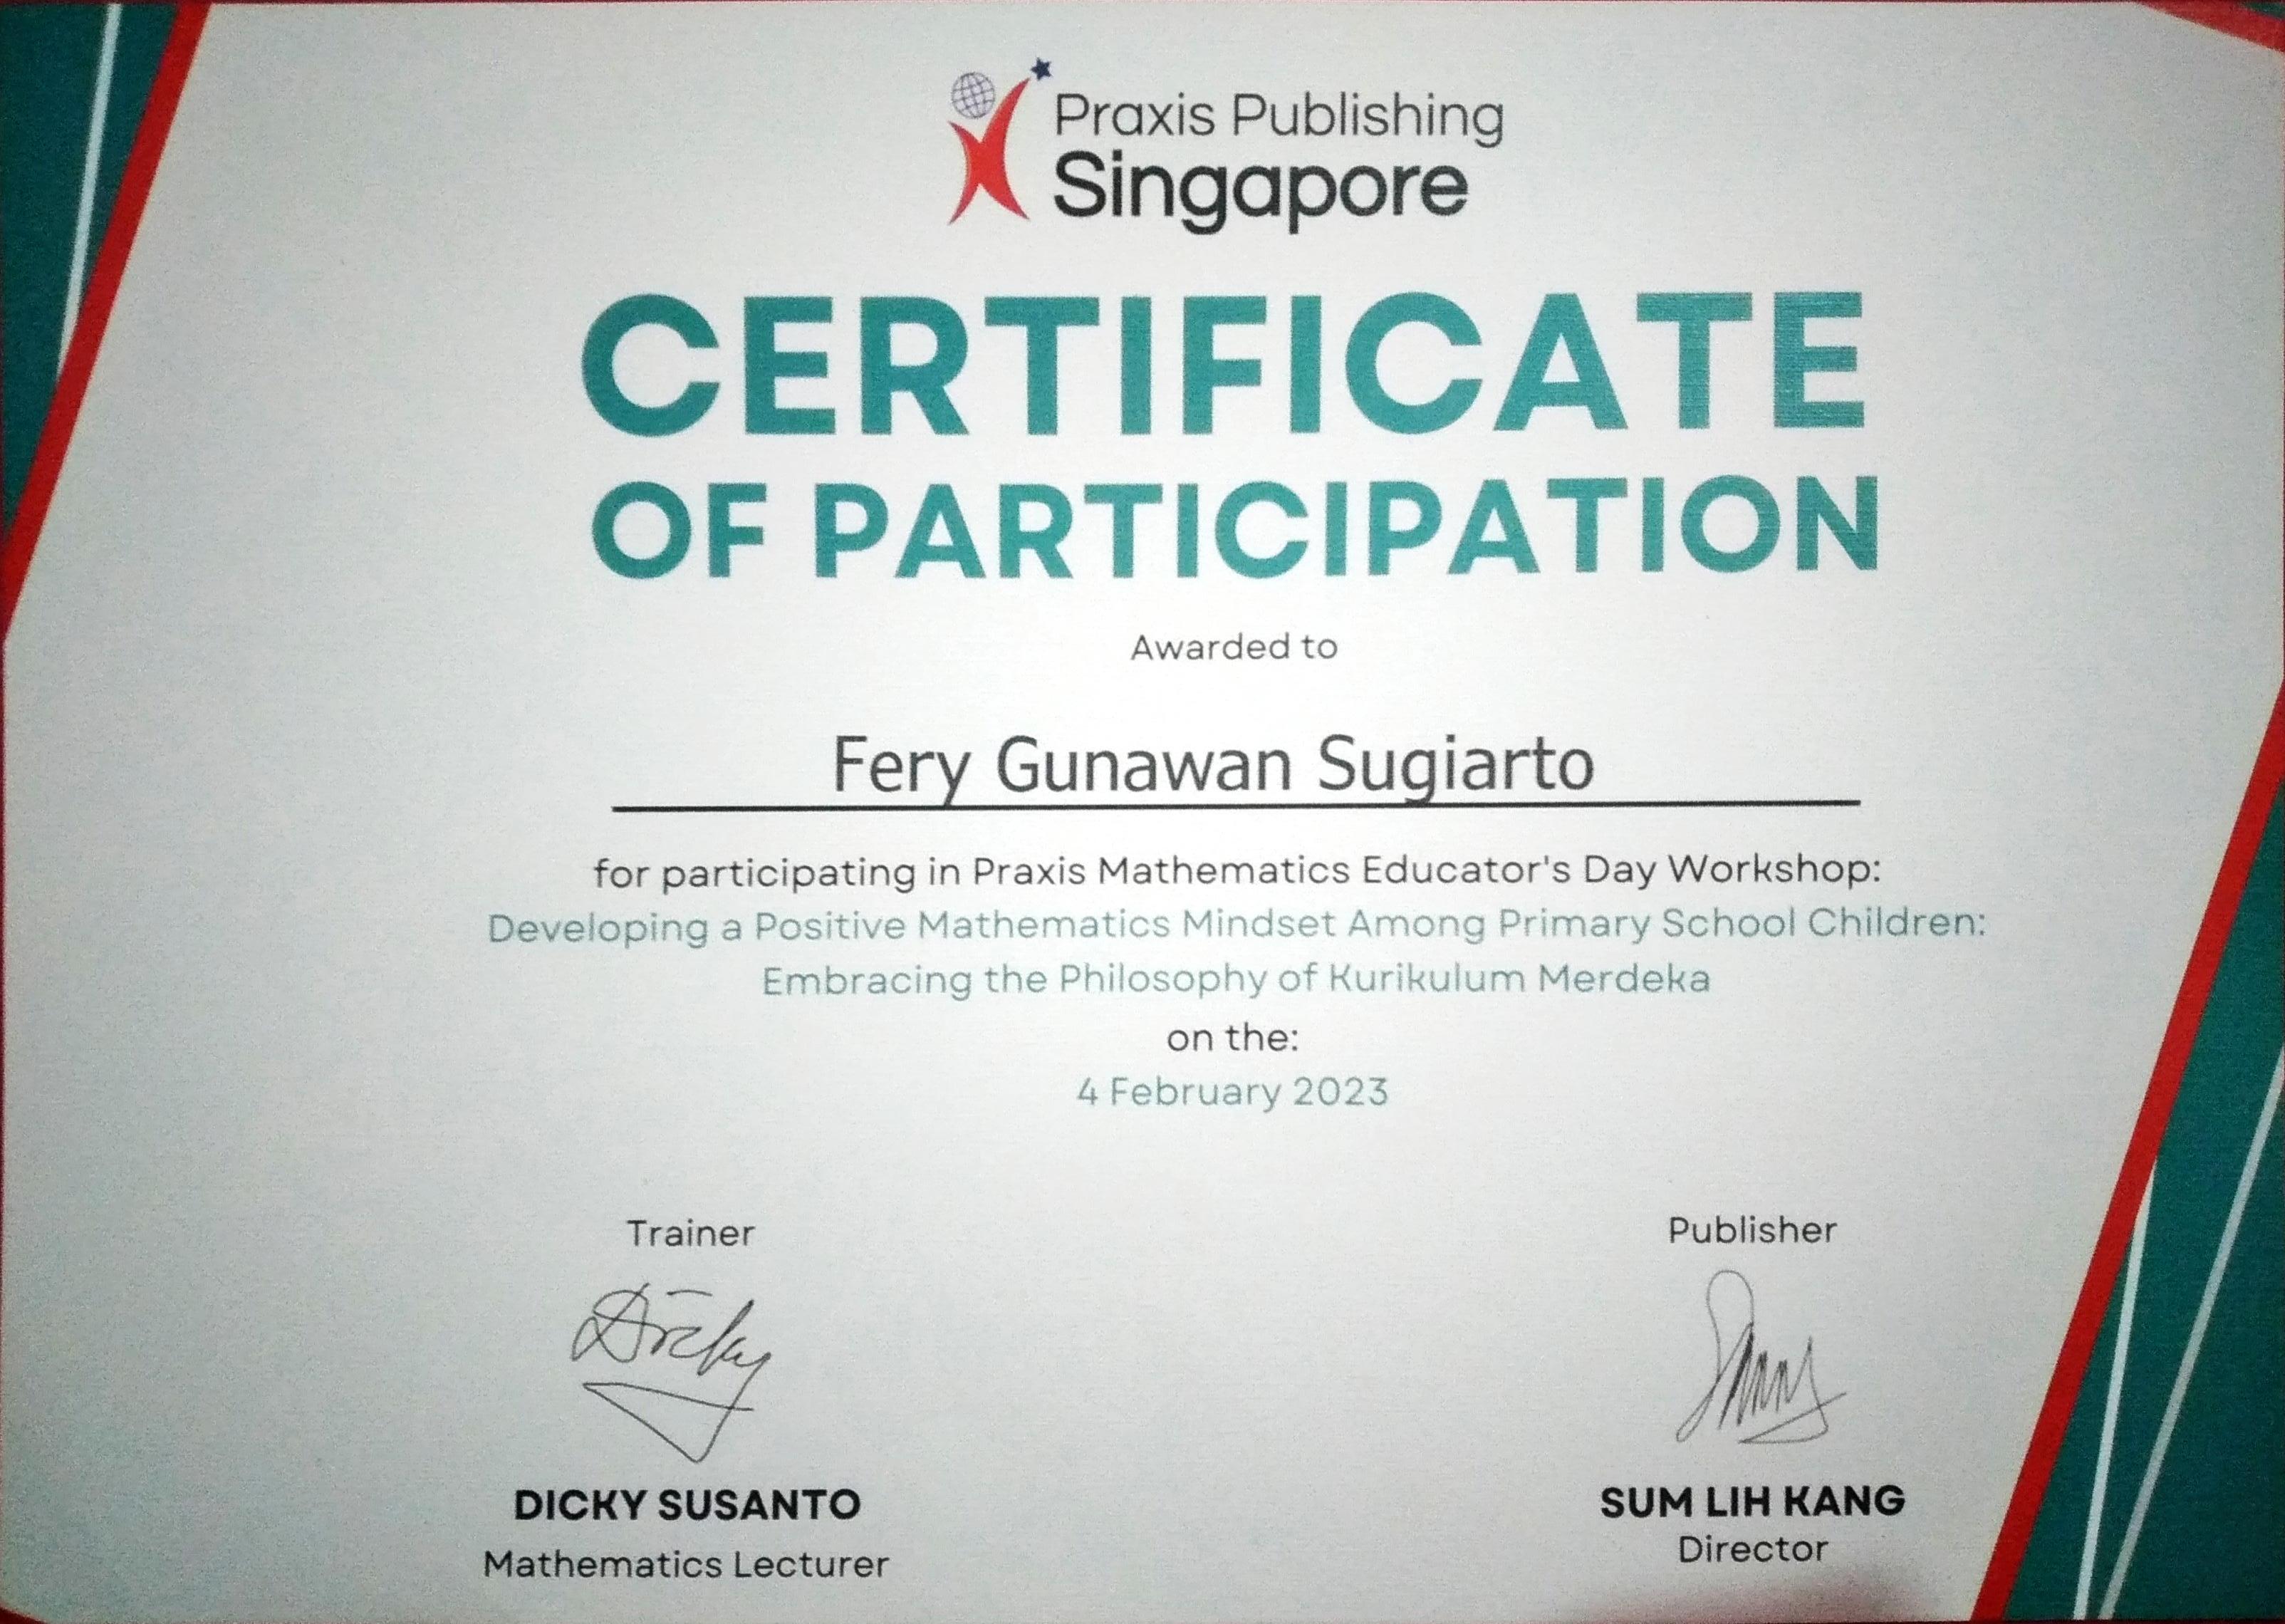 Praxis Publishing
Singapore
CERTIFICATE
OF PARTICIPATION
Awarded to
Fery Gunawan Sugiarto
for participating in Praxis Mathematics Educator's Day Workshop:
Developing a Positive Mathematics Mindset Among Primary School Children:
Embracing the Philosophy of Kurikulum Merdeka
on the:
4 February 2023
Trainer
Publisher
Dicky
DICKY SUSANTO
SUM LIH KANG
Mathematics Lecturer
Director